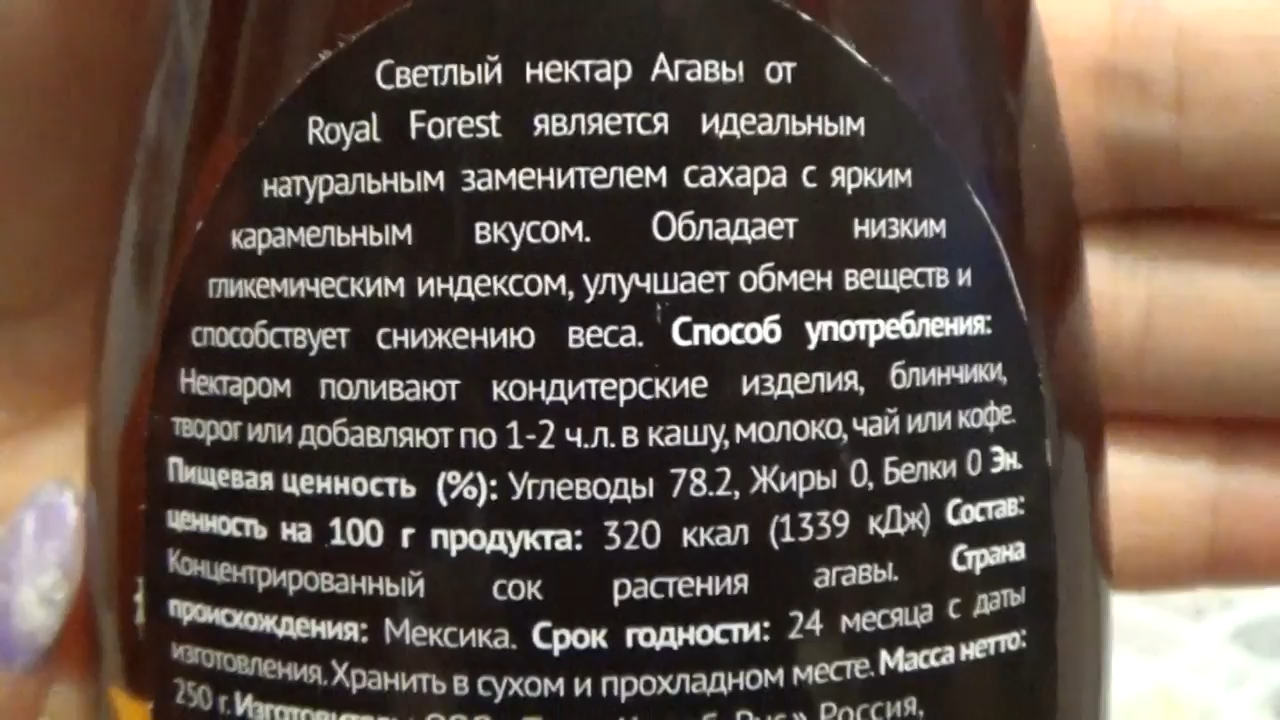 Светлый нектар Агавы от
Royal Forest является идеальным
натуральным заменителем сахара с ярким
карамельным вкусом. Обладает низким
гликемическим индексом, улучшает обмен веществ и
способствует снижению веса. Способ употребления:
Нектаром поливают кондитерские изделия, блинчики,
творог или добавляют по 1-2 ч.л. в кашу, молоко, чай или кофе.
Пищевая ценность (%): Углеводы 78.2, Жиры 0, Белки 0 Эн.
ценность на 100 г продукта: 320 ккал (1339 кДж) Состав:
Концентрированный сок растения агавы. Страна
происхождения: Мексика. Срок годности: 24 месяца с даты
изготовления. Хранить в сухом и прохладном месте. Масса нетто:
250 г. Россия,